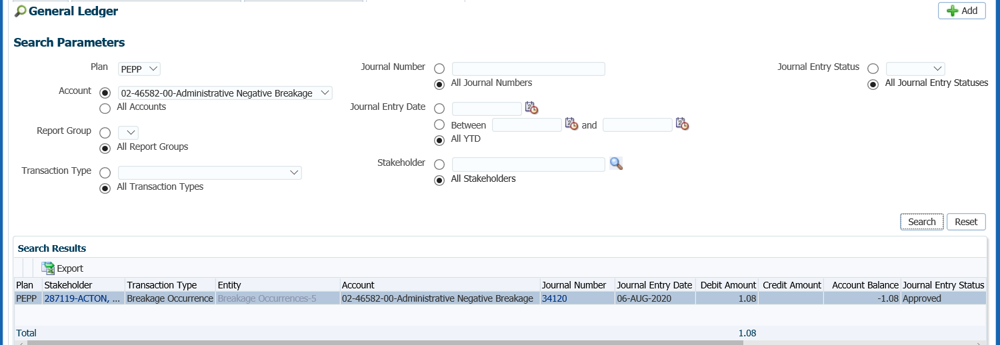 General Ledger
Add
Search Parameters
Plan PEPP
Account 02-46582-00-Administrative Negative Breakage
All Accounts
Report Group
All Report Groups
Transaction Type
All Transaction Types
Journal Number
All Journal Numbers
Journal Entry Date
Between and
All YTD
Stakeholder
All Stakeholders
Journal Entry Status
All Journal Entry Statuses
Search Reset
Search Results
Export
Plan Stakeholder Transaction Type Entity Account Journal Number Journal Entry Date Debit Amount Credit Amount Account Balance Journal Entry Status
PEPP 287119-ACTON, ... Breakage Occurrence Breakage Occurrences-5 02-46582-00-Administrative Negative Breakage 34120 06-AUG-2020 1.08 -1.08 Approved
Total 1.08